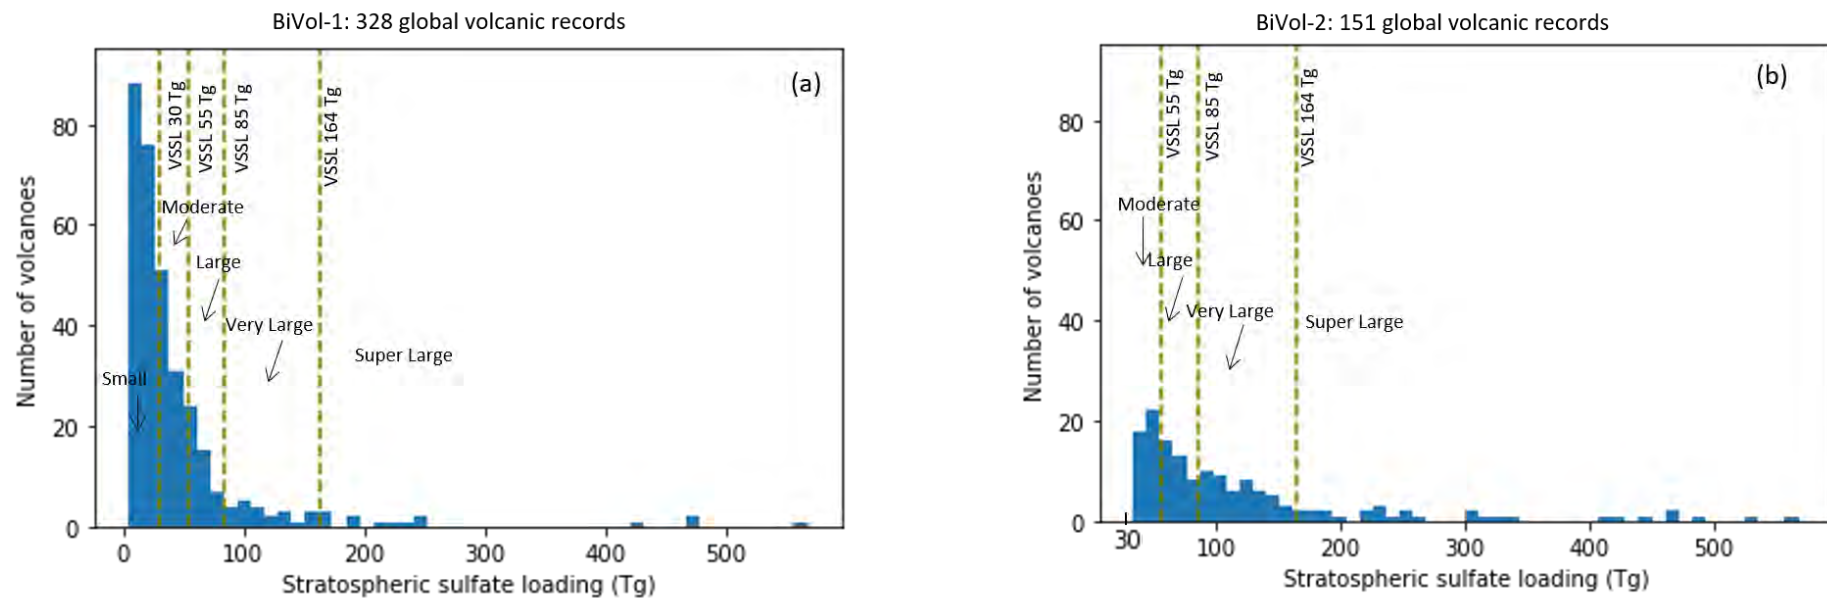 BiVol-1: 328 global volcanic records
(a)
VSSL 30 Tg
VSSL 55 Tg
VSSL 85 Tg
VSSL 164 Tg
Moderate
Large
Very Large
Super Large
Small
Number of volcanoes
80
60
40
20
0
0 100 200 300 400 500
Stratospheric sulfate loading (Tg)
BiVol-2: 151 global volcanic records
(b)
VSSL 55 Tg
VSSL 85 Tg
VSSL 164 Tg
Moderate
Large
Very Large
Super Large
Number of volcanoes
80
60
40
20
0
30 100 200 300 400 500
Stratospheric sulfate loading (Tg)